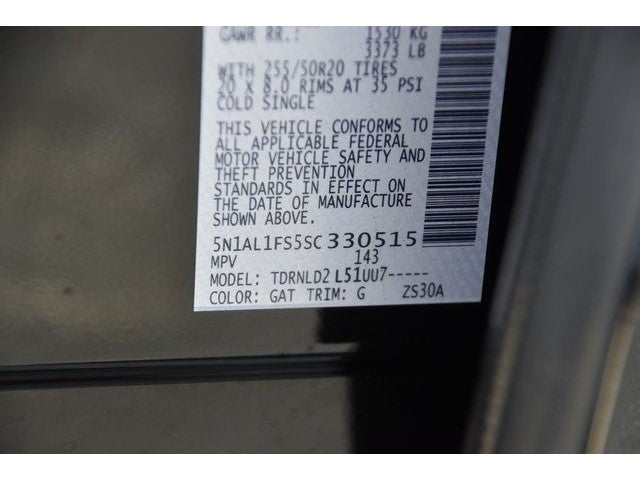 GAWR RR.: 1530 KG
3373 LB
WITH 255/50R20 TIRES
20 X 8.0 RIMS AT 35 PSI
COLD SINGLE
THIS VEHICLE CONFORMS TO
ALL APPLICABLE FEDERAL
MOTOR VEHICLE SAFETY AND
THEFT PREVENTION
STANDARDS IN EFFECT ON
THE DATE OF MANUFACTURE
SHOWN ABOVE.
5N1AL1FS5SC330515
MPV 143
MODEL: TDRNLD2 L51UU7-----
COLOR: GAT TRIM: G ZS30A